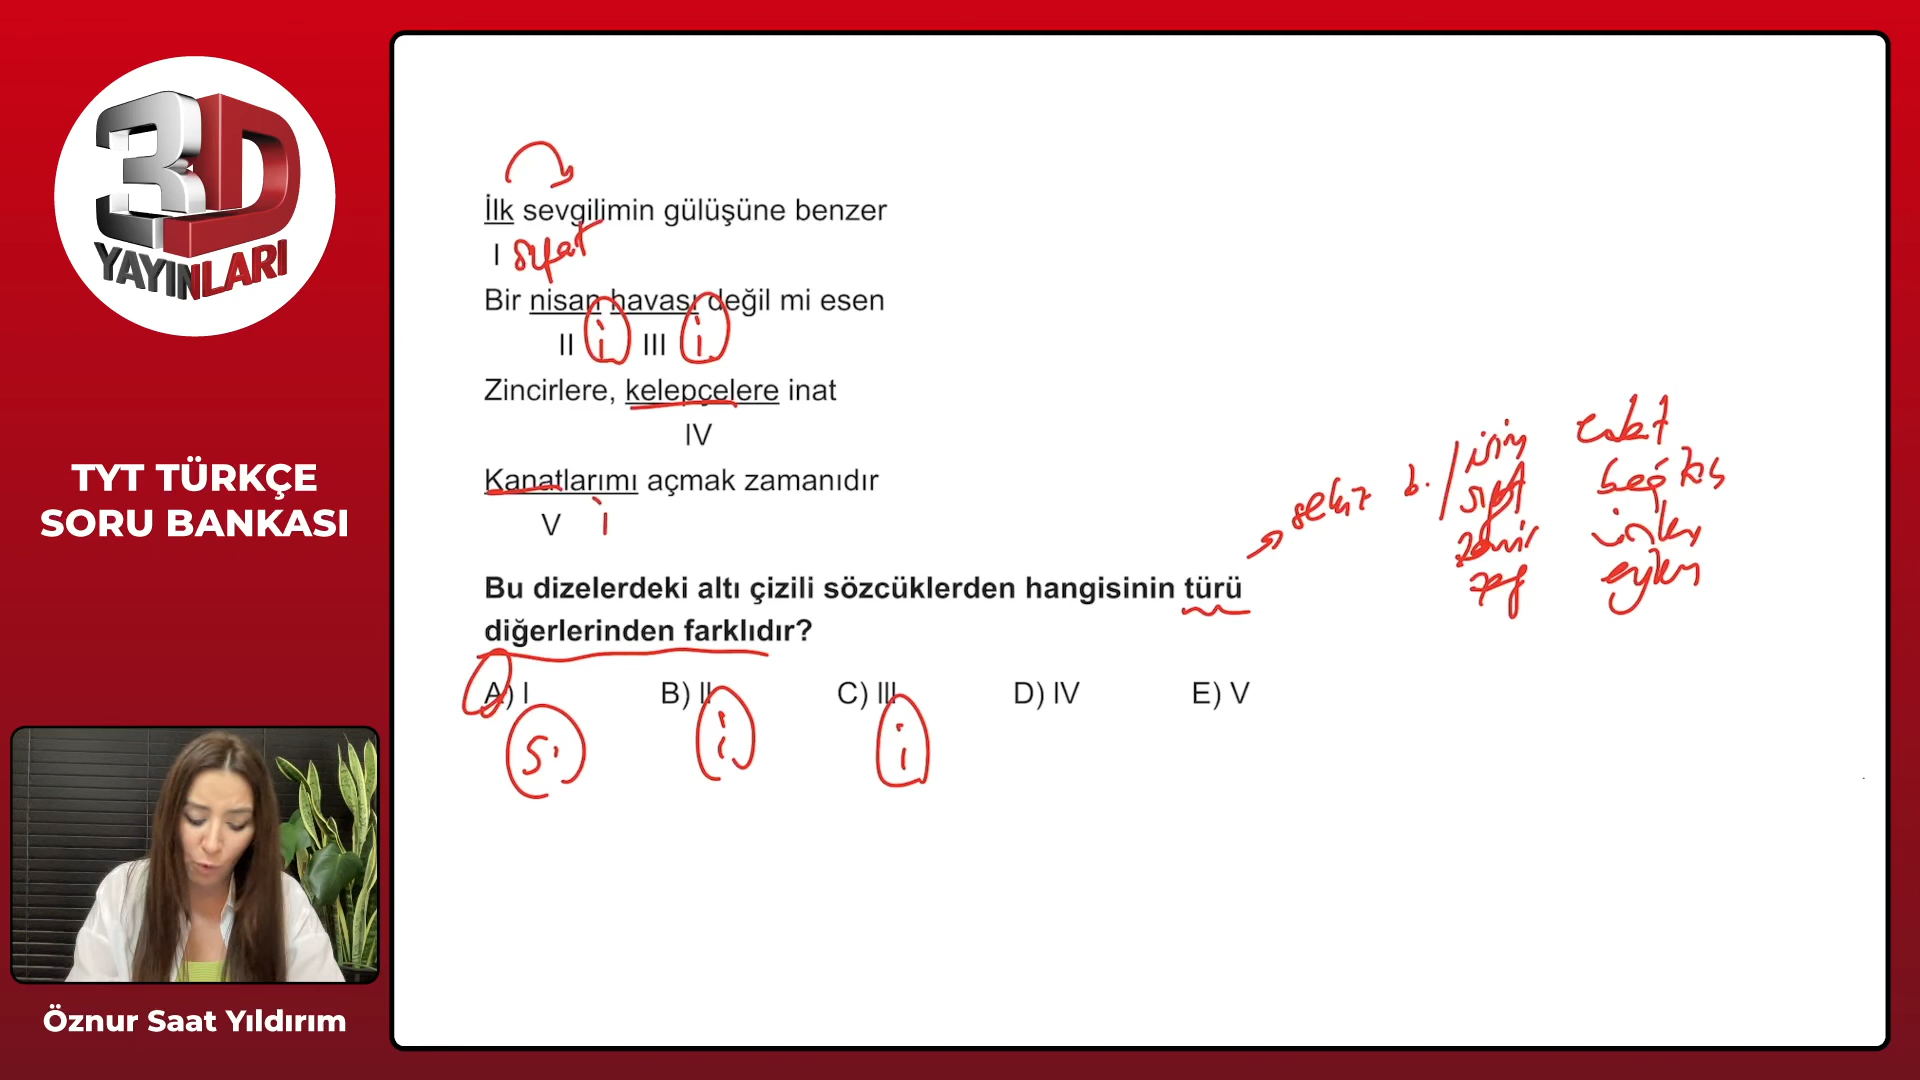 3D
YAYINLARI
TYT TÜRKÇE
SORU BANKASI
Öznur Saat Yıldırım
İlk sevgilimin gülüşüne benzer
I sıfat
Bir nisan havası değil mi esen
II i III i
Zincirlere, kelepçelere inat
IV
Kanatlarımı açmak zamanıdır
V i
Bu dizelerdeki altı çizili sözcüklerden hangisinin türü
diğerlerinden farklıdır?
A) I B) II C) III D) IV E) V
S i i
sekiz
isim edat
sıfat bağlaç
zamir ünlem
zarf eylem